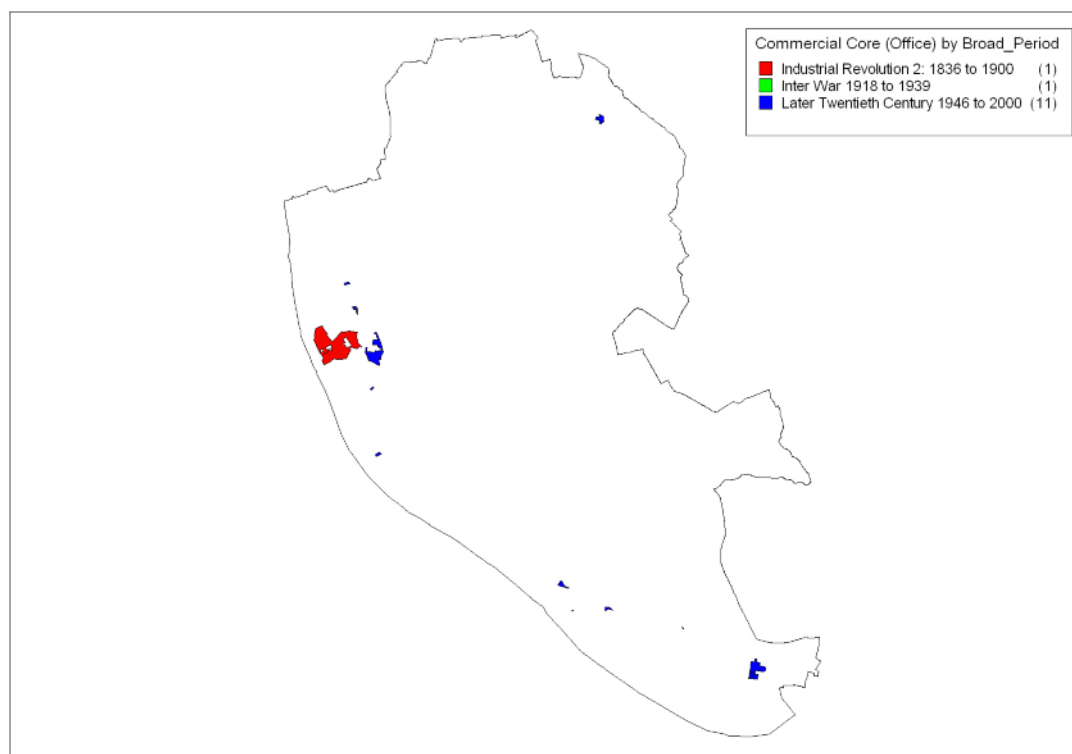 Commercial Core (Office) by Broad_Period
Industrial Revolution 2: 1836 to 1900 (1)
Inter War 1918 to 1939 (1)
Later Twentieth Century 1946 to 2000 (11)